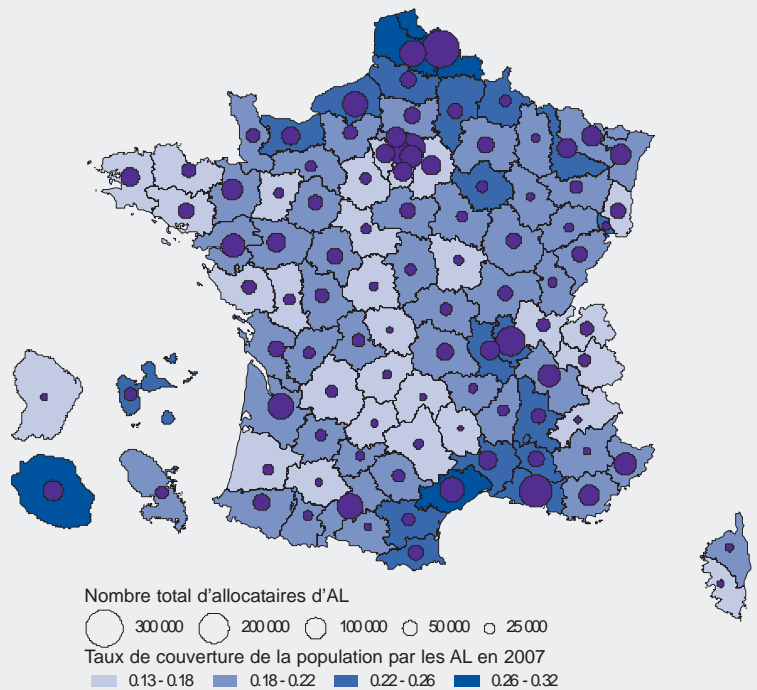 Nombre total d'allocataires d'AL
300 000 200 000 100 000 50 000 25 000
Taux de couverture de la population par les AL en 2007
0.13 - 0.18 0.18 - 0.22 0.22 - 0.26 0.26 - 0.32